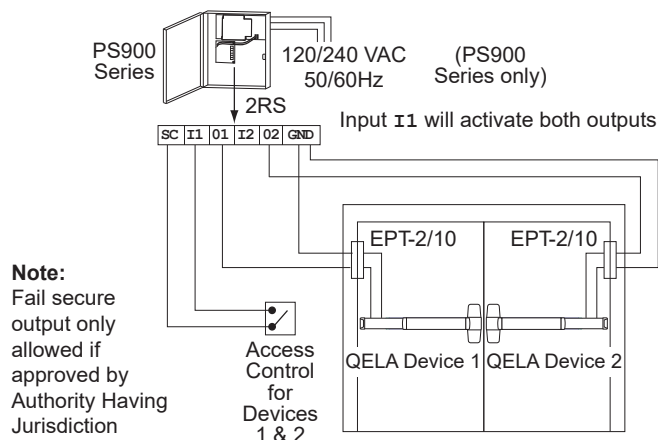 PS900
Series
120/240 VAC
50/60Hz
(PS900
Series only)
2RS
Input I1 will activate both outputs
SC I1 01 I2 02 GND
EPT-2/10
EPT-2/10
Note:
Fail secure
output only
allowed if
approved by
Authority Having
Jurisdiction
Access
Control
for
Devices
1 & 2
QELA Device 1
QELA Device 2